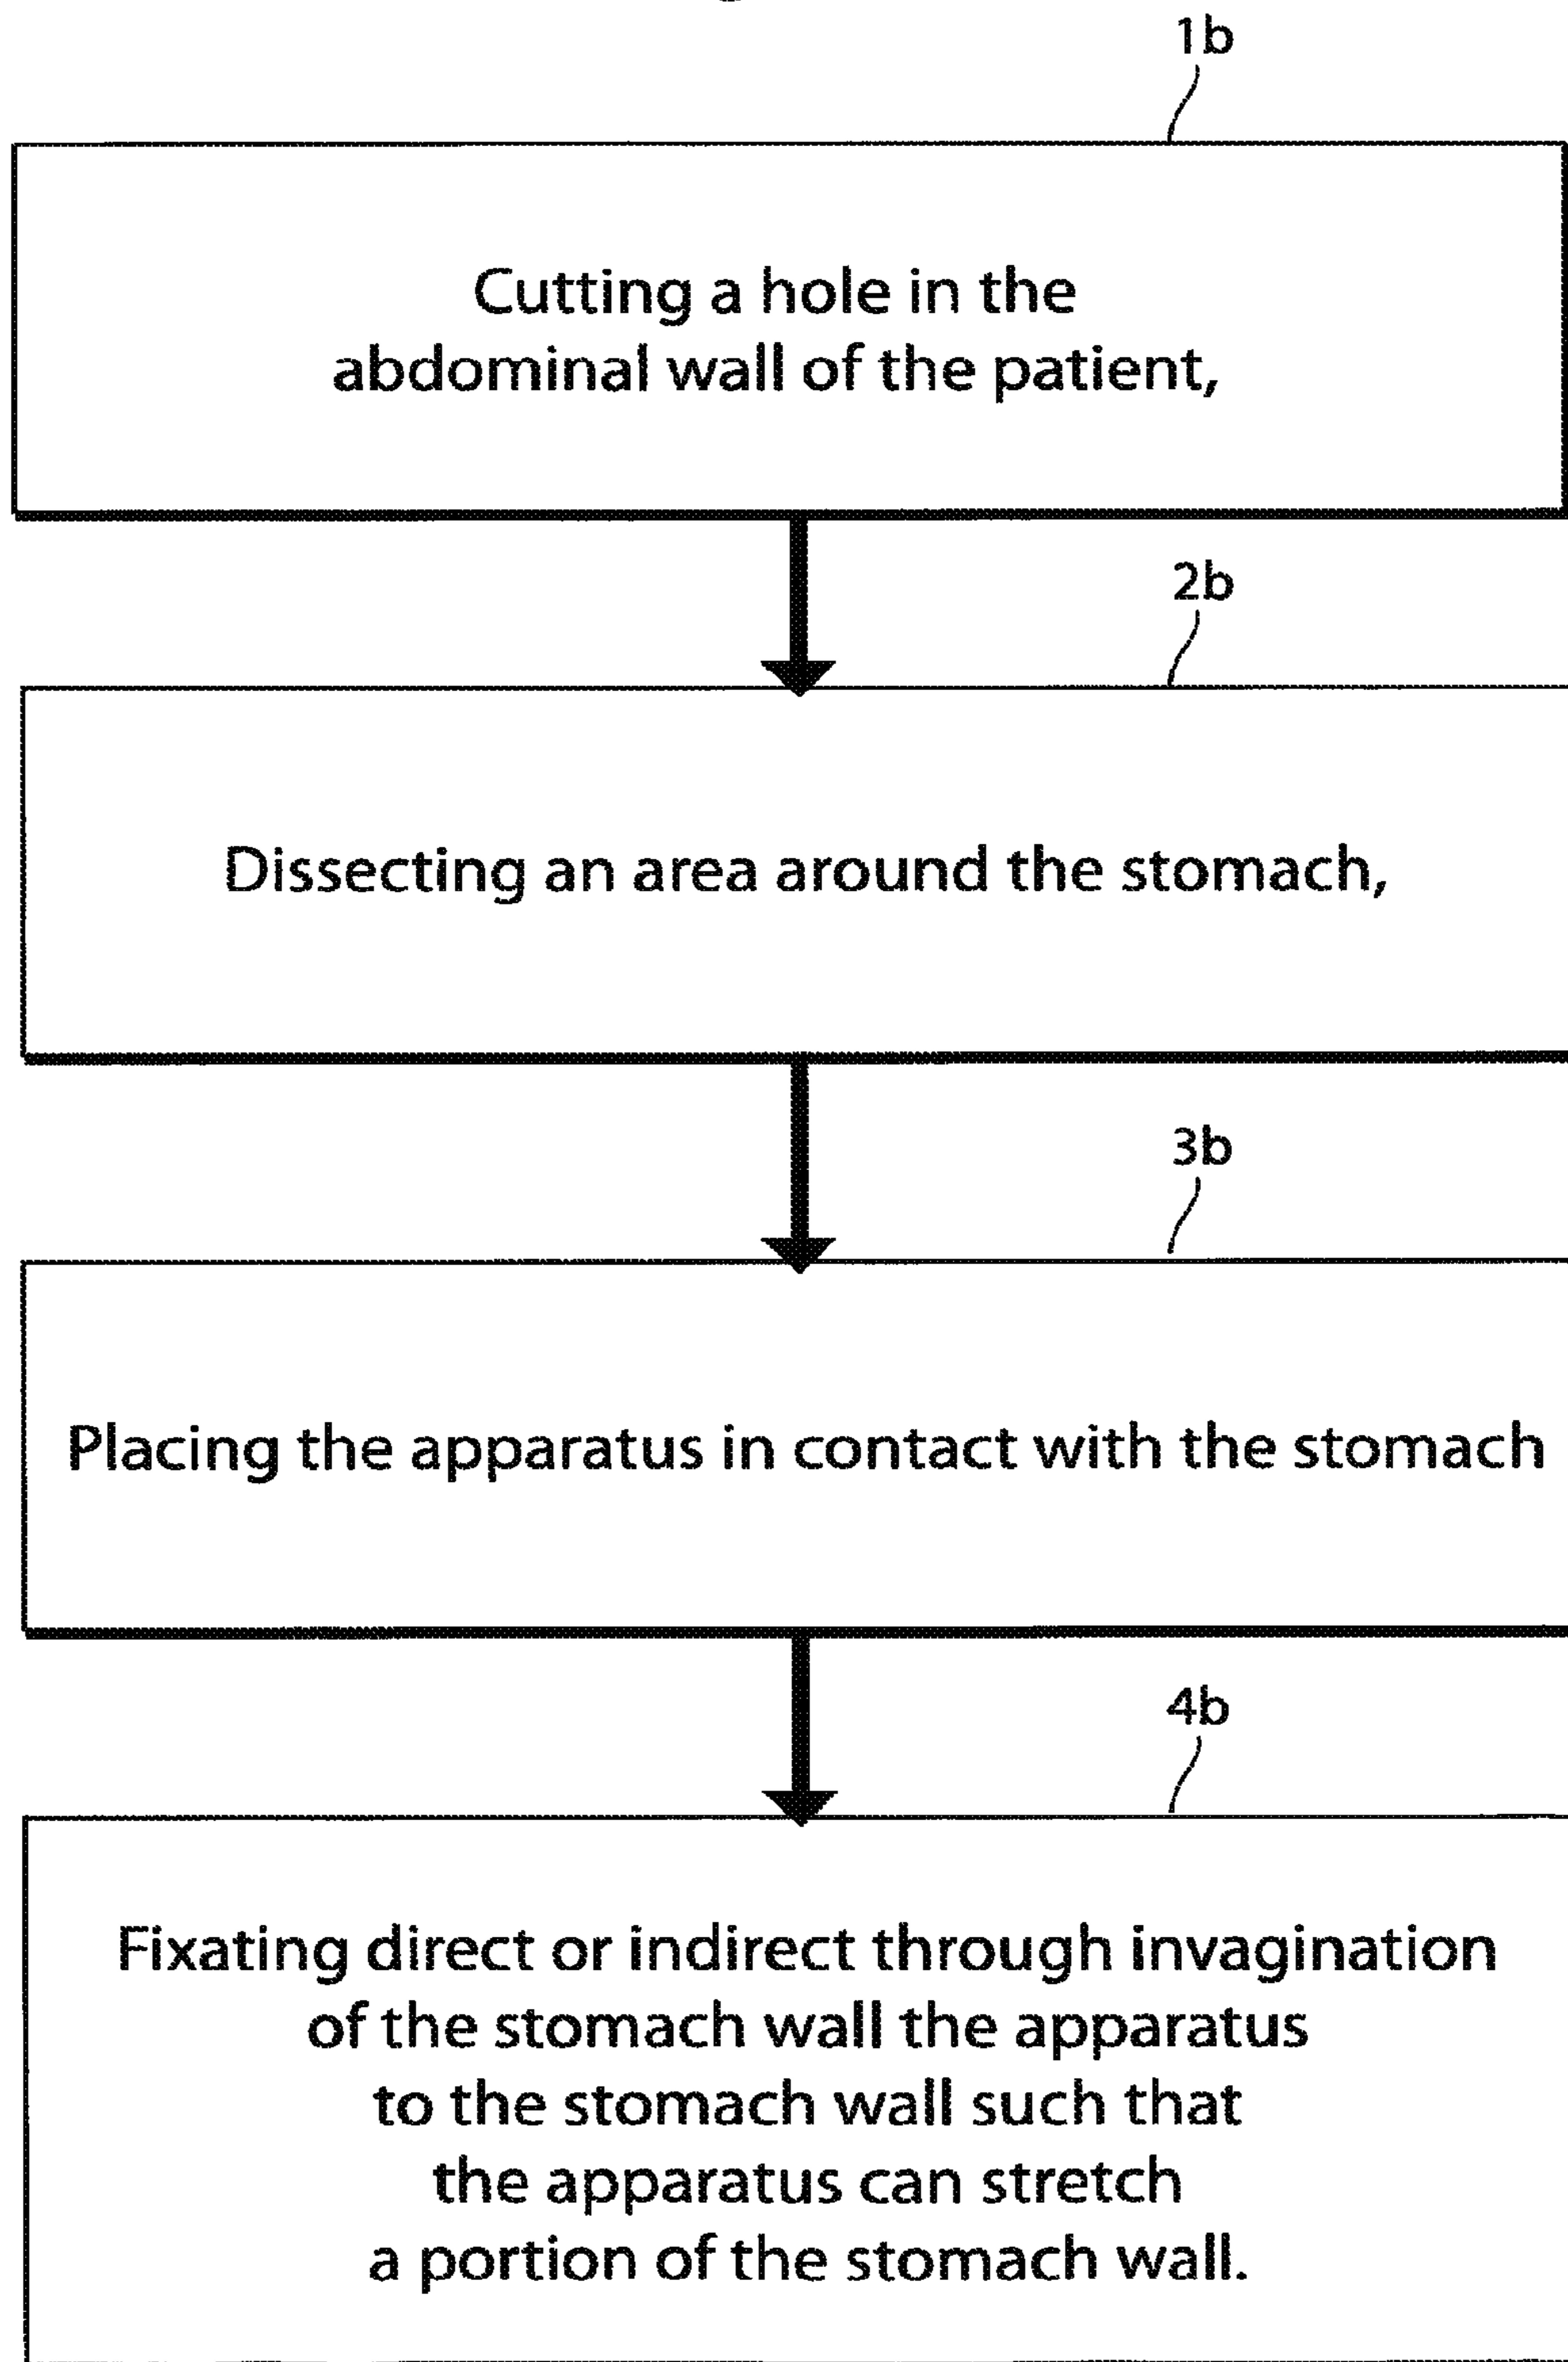 1b
Cutting a hole in the
abdominal wall of the patient,
2b
Dissecting an area around the stomach,
3b
Placing the apparatus in contact with the stomach
4b
Fixating direct or indirect through invagination
of the stomach wall the apparatus
to the stomach wall such that
the apparatus can stretch
a portion of the stomach wall.